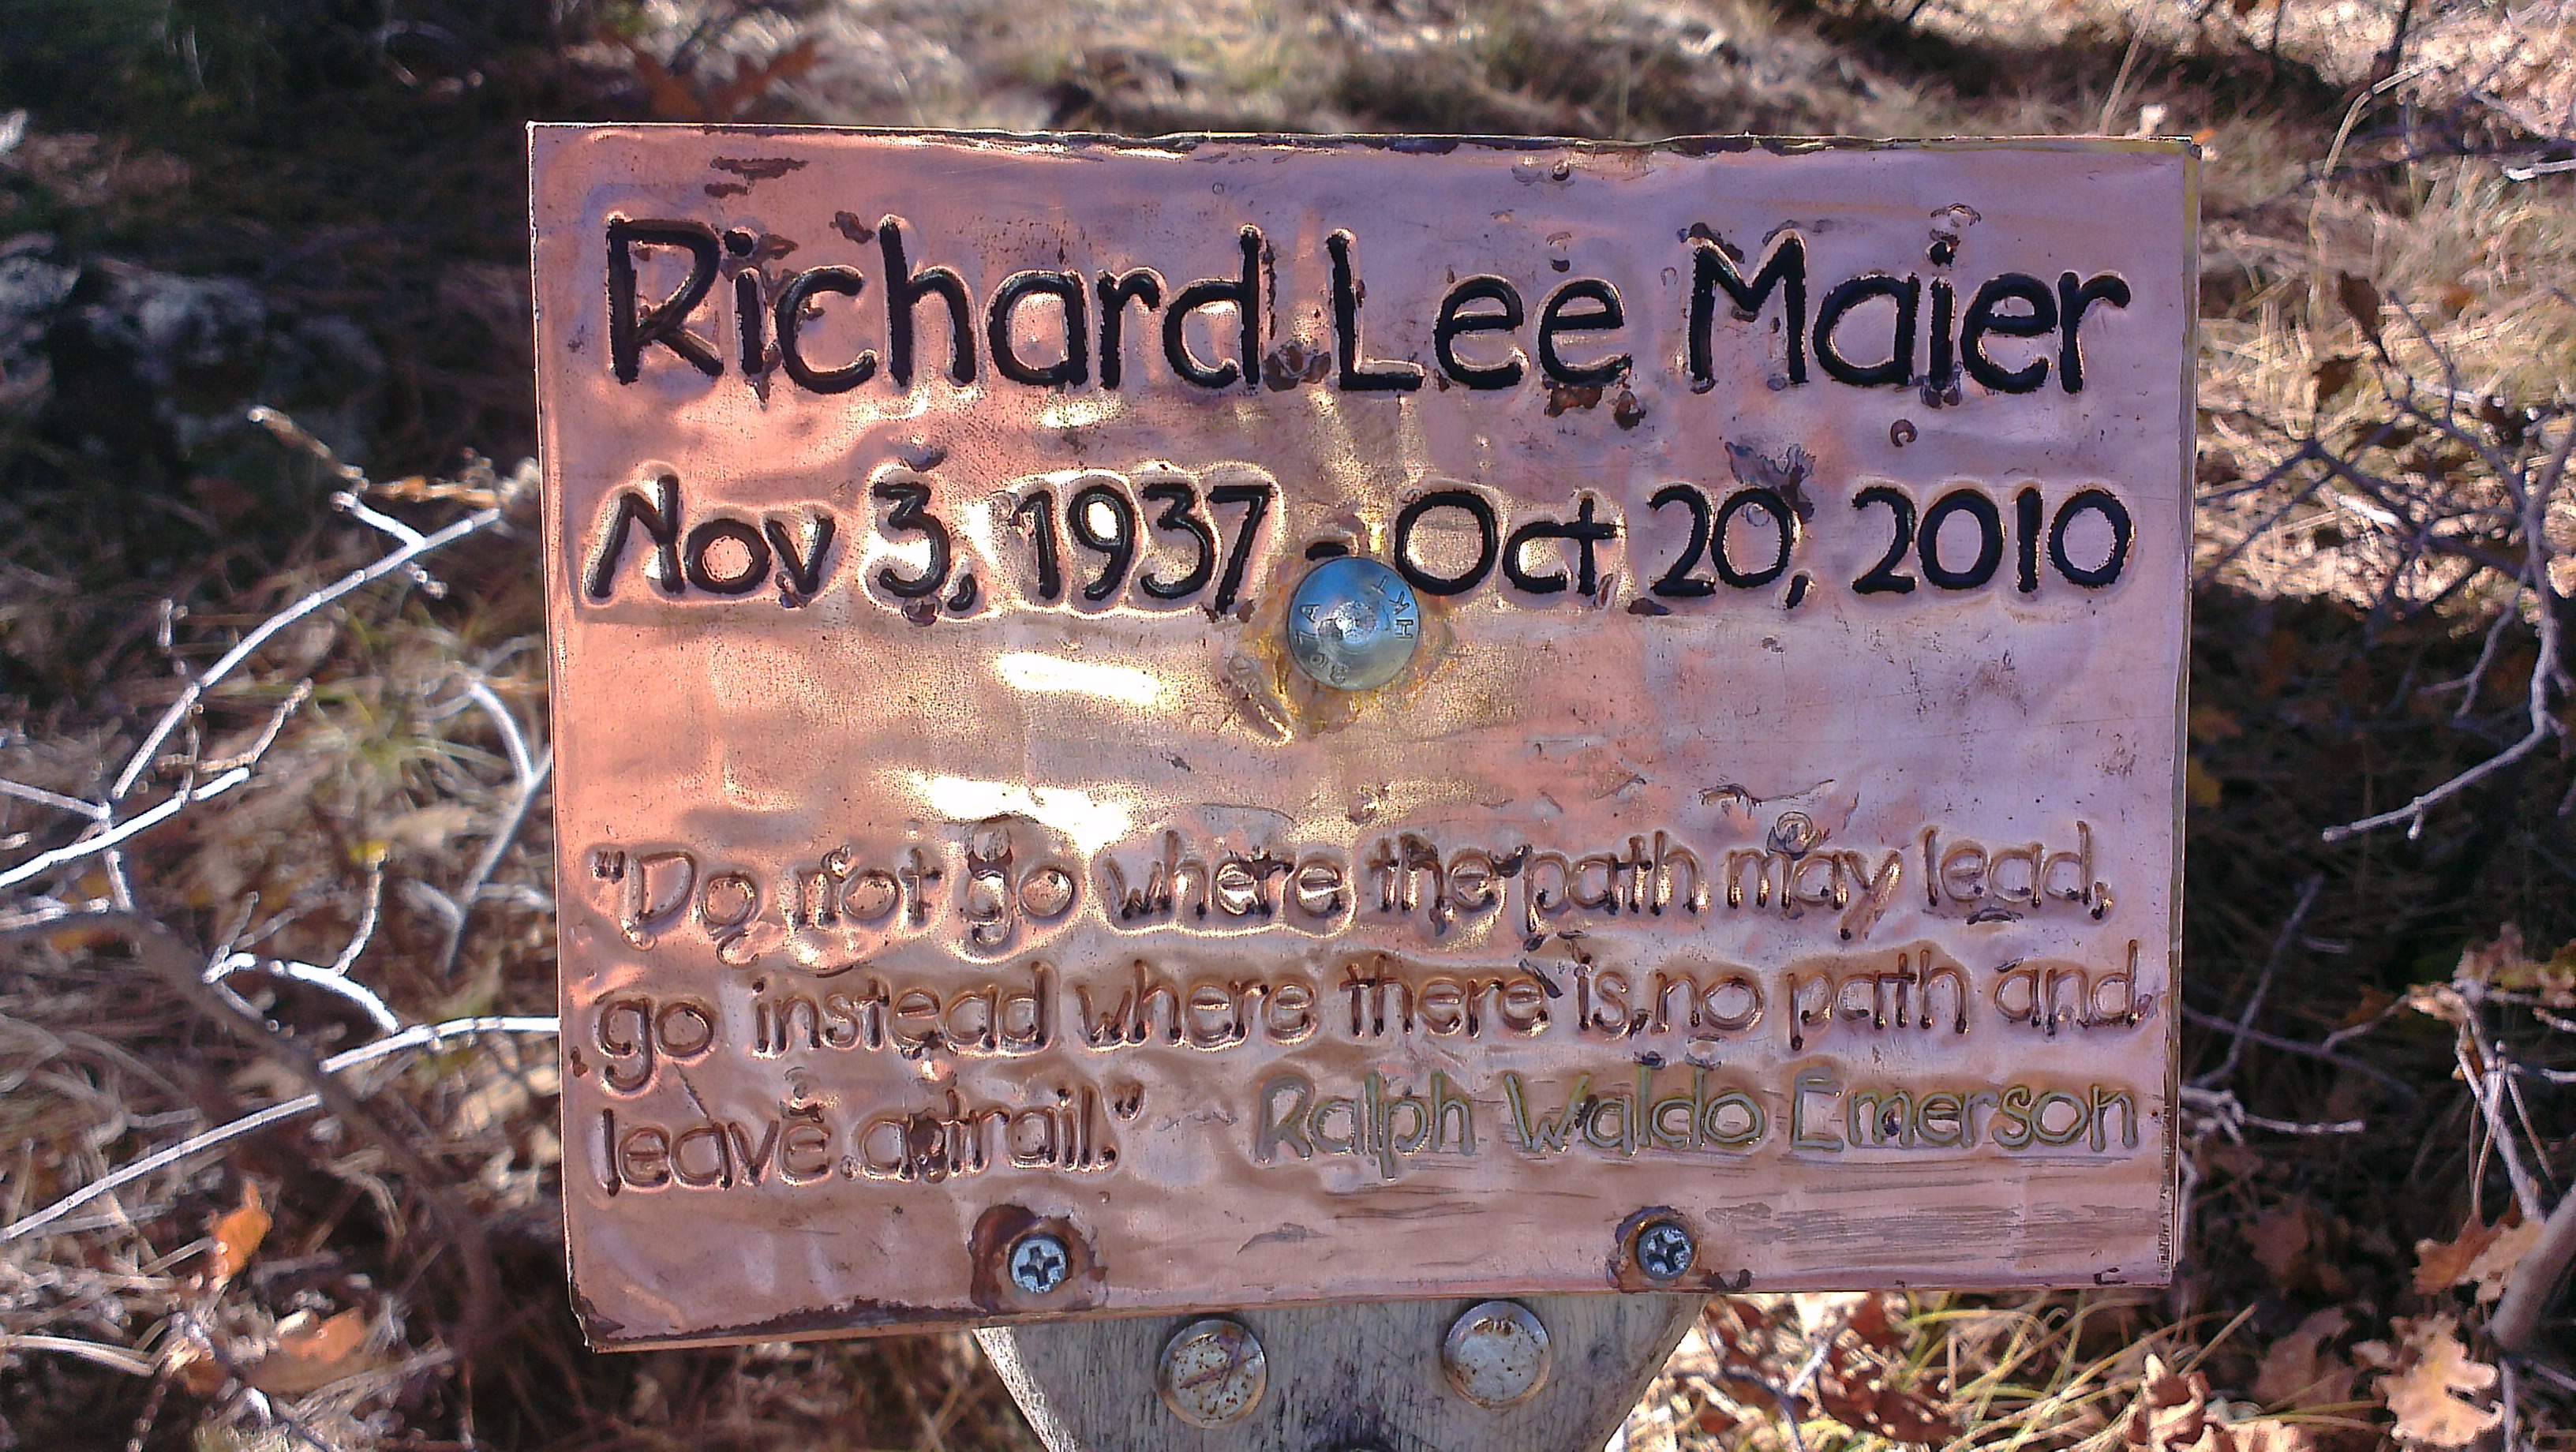 Richard Lee Maier
Nov 3, 1937 - Oct 20, 2010
"Do not go where the path may lead,
go instead where there is no path and
leave a trail." Ralph Waldo Emerson